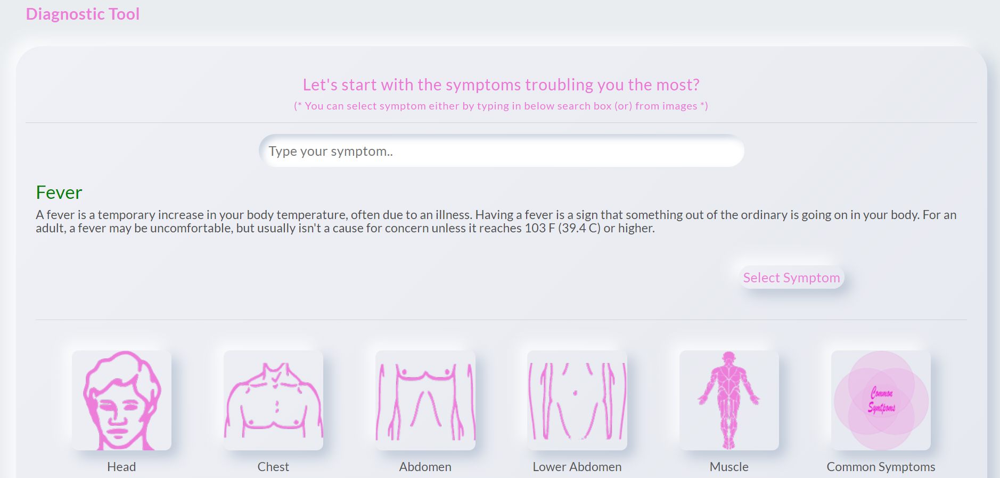 Diagnostic Tool
Let's start with the symptoms troubling you the most?
(* You can select symptom either by typing in below search box (or) from images *)
Type your symptom..
Fever
A fever is a temporary increase in your body temperature, often due to an illness. Having a fever is a sign that something out of the ordinary is going on in your body. For an
adult, a fever may be uncomfortable, but usually isn't a cause for concern unless it reaches 103 F (39.4 C) or higher.
Select Symptom
Common
Symtpoms
Head
Chest
Abdomen
Lower Abdomen
Muscle
Common Symptoms